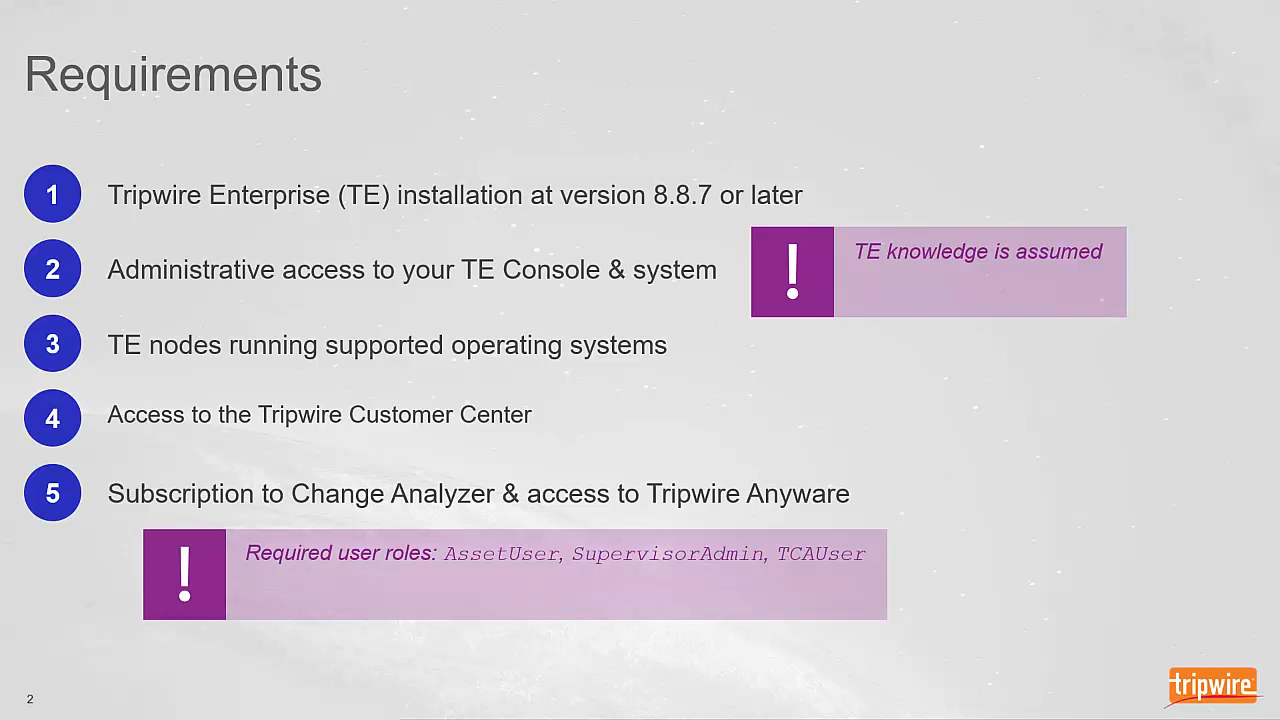 Requirements
1 Tripwire Enterprise (TE) installation at version 8.8.7 or later
2 Administrative access to your TE Console & system
! TE knowledge is assumed
3 TE nodes running supported operating systems
4 Access to the Tripwire Customer Center
5 Subscription to Change Analyzer & access to Tripwire Anyware
! Required user roles: AssetUser, SupervisorAdmin, TCAUser
2
tripwire